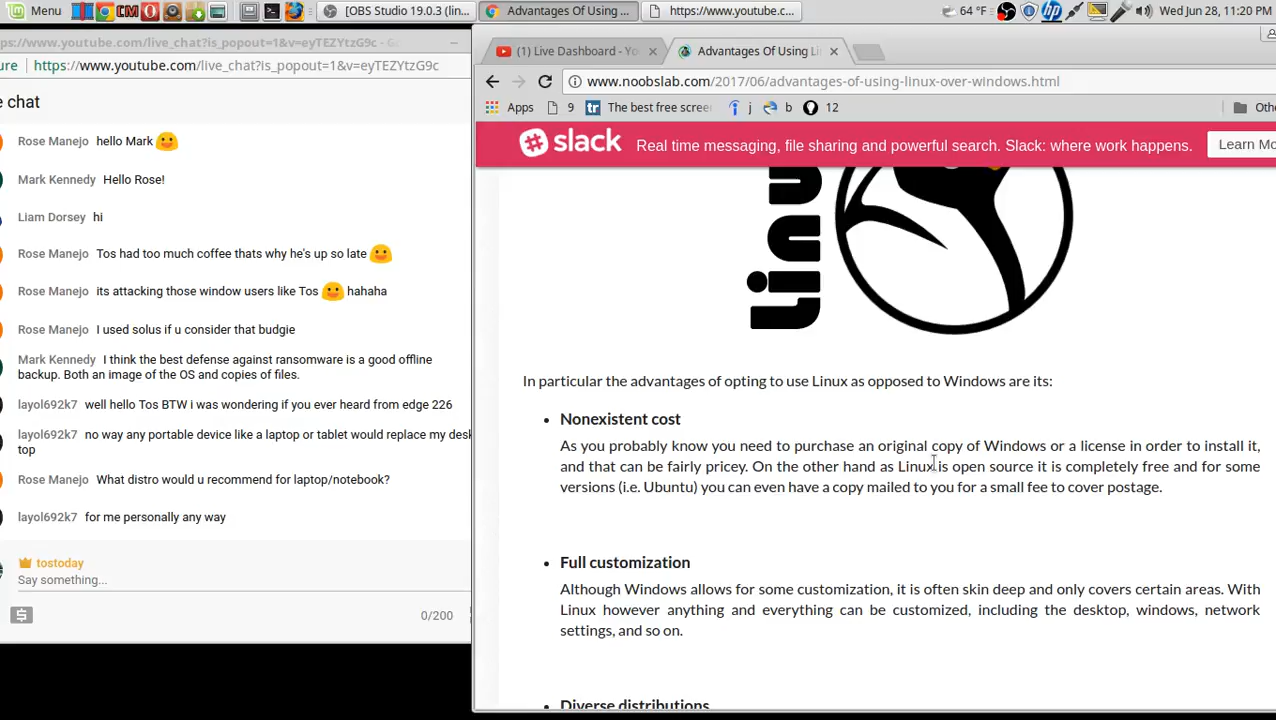 Menu
[OBS Studio 19.0.3 (lin...
Advantages Of Using ...
https://www.youtube.c...
64 °F
Wed Jun 28, 11:20 PM
ps://www.youtube.com/live_chat?is_popout=1&v=eyTEZYtzG9c - G
ure https://www.youtube.com/live_chat?is_popout=1&v=eyTEZYtzG9c
e chat
Rose Manejo hello Mark
Mark Kennedy Hello Rose!
Liam Dorsey hi
Rose Manejo Tos had too much coffee thats why he's up so late
Rose Manejo its attacking those window users like Tos hahaha
Rose Manejo I used solus if u consider that budgie
Mark Kennedy I think the best defense against ransomware is a good offline
backup. Both an image of the OS and copies of files.
layol692k7 well hello Tos BTW i was wondering if you ever heard from edge 226
layol692k7 no way any portable device like a laptop or tablet would replace my desk
top
Rose Manejo What distro would u recommend for laptop/notebook?
layol692k7 for me personally any way
tostoday
Say something...
0/200
(1) Live Dashboard - Yo
Advantages Of Using Li
www.noobslab.com/2017/06/advantages-of-using-linux-over-windows.html
Apps 9 tr The best free scree j b 12 Oth
slack Real time messaging, file sharing and powerful search. Slack: where work happens. Learn Mo
Linu
In particular the advantages of opting to use Linux as opposed to Windows are its:
• Nonexistent cost
As you probably know you need to purchase an original copy of Windows or a license in order to install it,
and that can be fairly pricey. On the other hand as Linux is open source it is completely free and for some
versions (i.e. Ubuntu) you can even have a copy mailed to you for a small fee to cover postage.
• Full customization
Although Windows allows for some customization, it is often skin deep and only covers certain areas. With
Linux however anything and everything can be customized, including the desktop, windows, network
settings, and so on.
• Diverse distributions